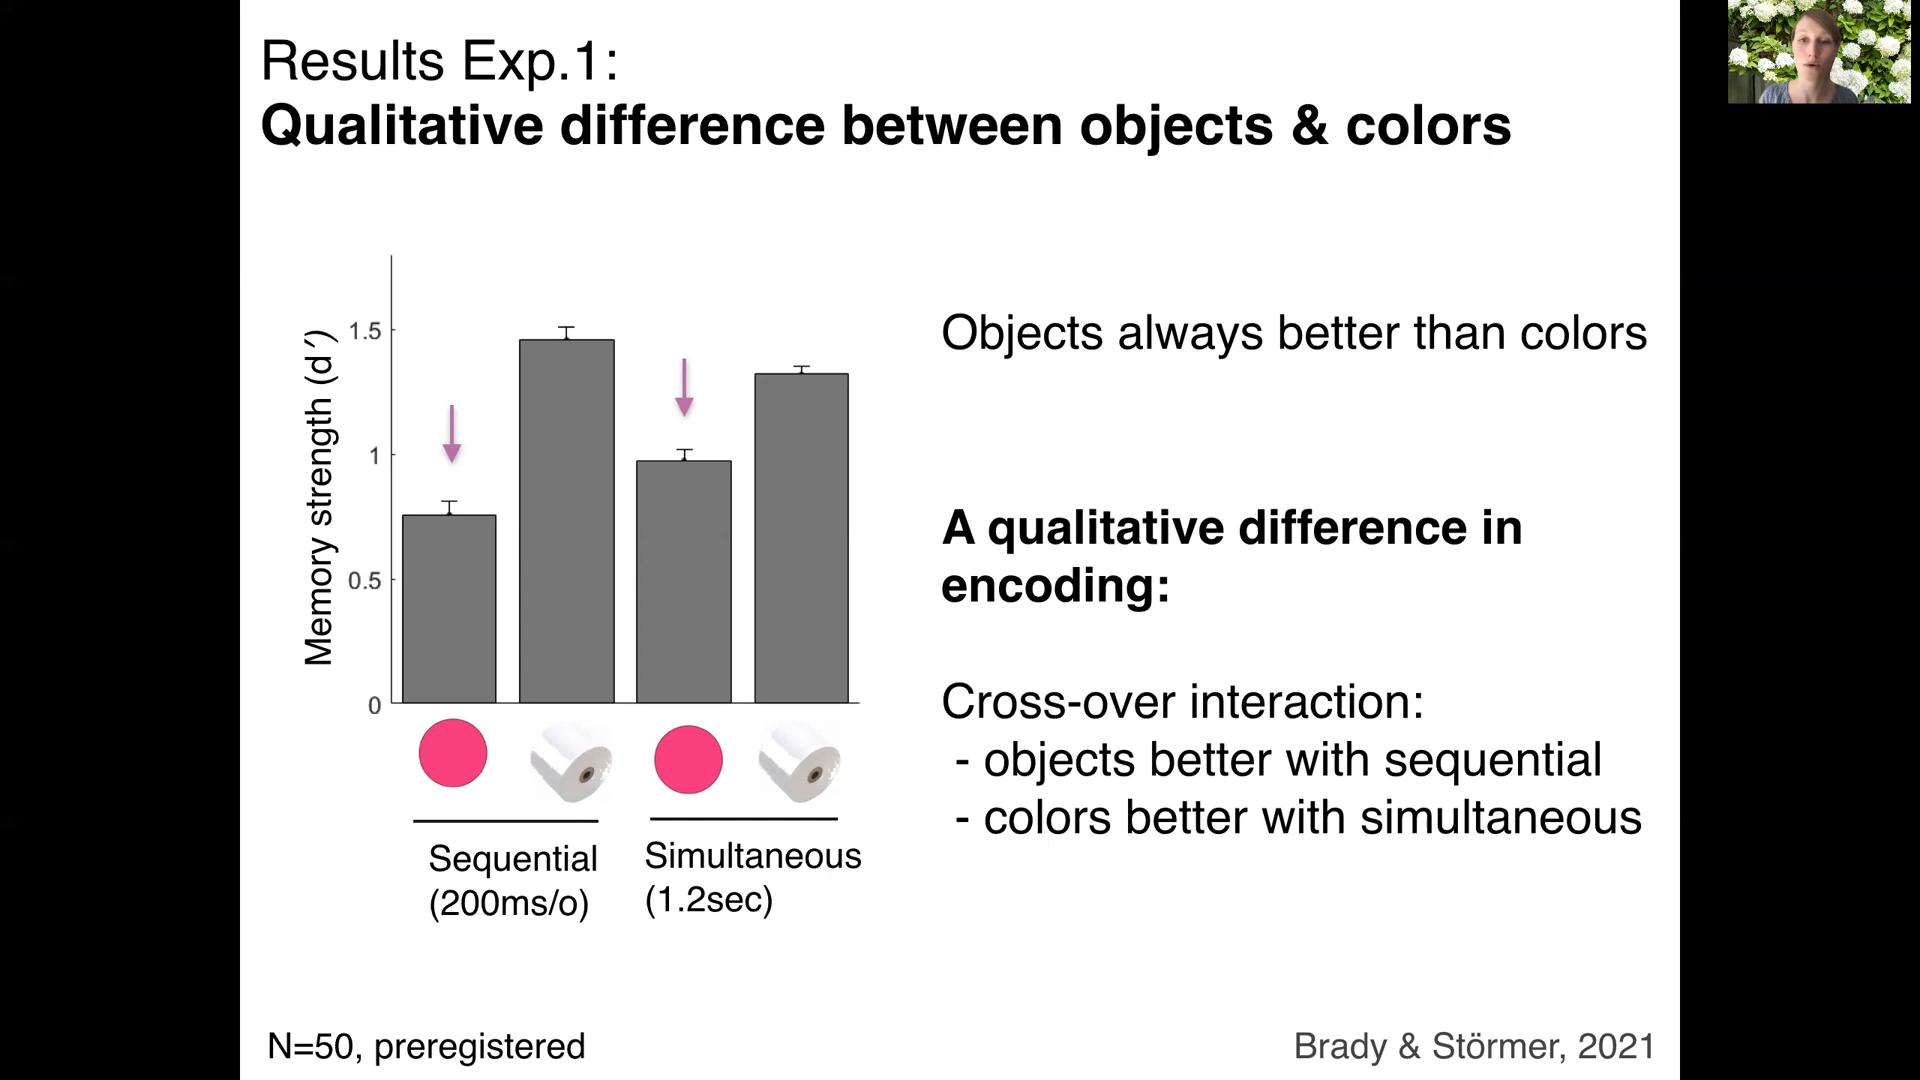 Results Exp.1:
Qualitative difference between objects & colors
Memory strength (d′)
1.5
1
0.5
0
Sequential
(200ms/o)
Simultaneous
(1.2sec)
Objects always better than colors
A qualitative difference in
encoding:
Cross-over interaction:
- objects better with sequential
- colors better with simultaneous
N=50, preregistered
Brady & Störmer, 2021